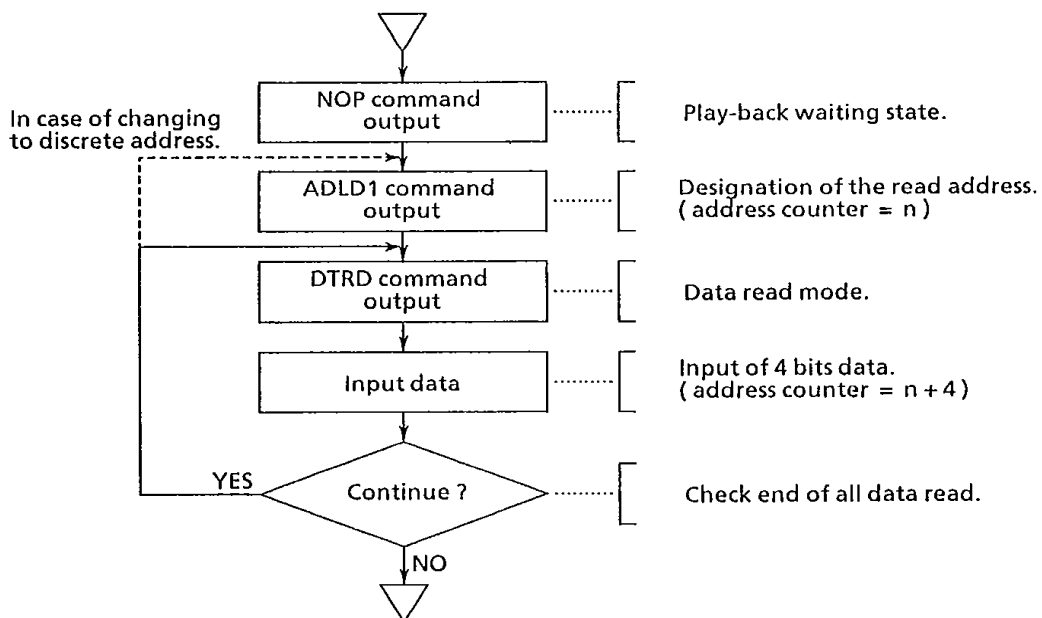 NOP command
output
Play-back waiting state.
In case of changing
to discrete address.
ADLD1 command
output
Designation of the read address.
( address counter = n )
DTRD command
output
Data read mode.
Input data
Input of 4 bits data.
( address counter = n + 4 )
YES
Continue ?
Check end of all data read.
NO